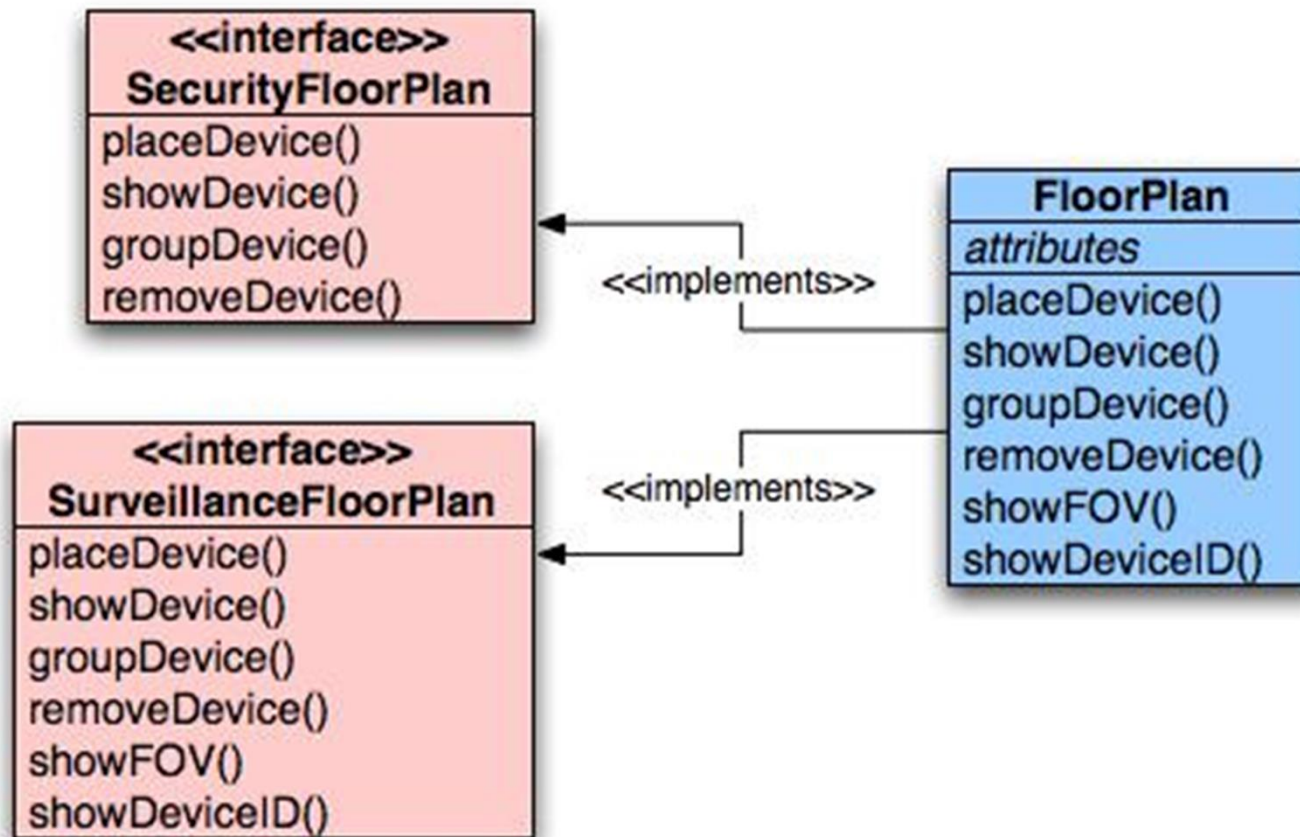 <<interface>>
SecurityFloorPlan
placeDevice()
showDevice()
groupDevice()
removeDevice()
<<implements>>
FloorPlan
attributes
placeDevice()
showDevice()
groupDevice()
removeDevice()
showFOV()
showDeviceID()
<<implements>>
<<interface>>
SurveillanceFloorPlan
placeDevice()
showDevice()
groupDevice()
removeDevice()
showFOV()
showDeviceID()